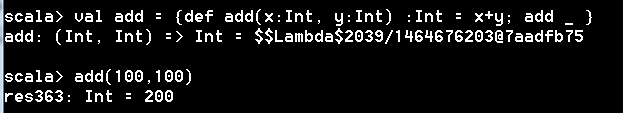 scala> val add = {def add(x:Int, y:Int) :Int = x+y; add _ }
add: (Int, Int) => Int = $$Lambda$2039/1464676203@7aadfb75
scala> add(100,100)
res363: Int = 200